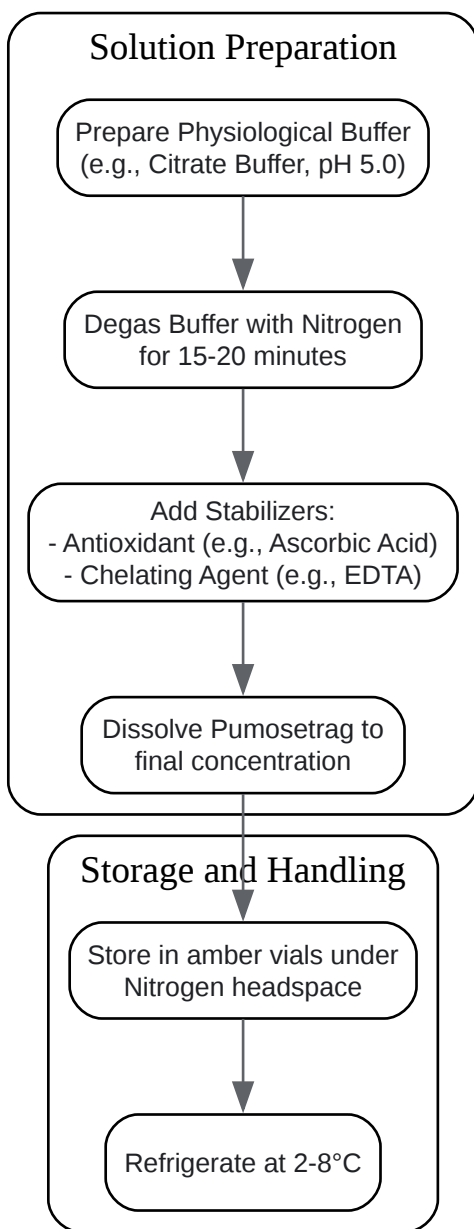 Solution Preparation
Prepare Physiological Buffer
(e.g., Citrate Buffer, pH 5.0)
Degas Buffer with Nitrogen
for 15-20 minutes
Add Stabilizers:
- Antioxidant (e.g., Ascorbic Acid)
- Chelating Agent (e.g., EDTA)
Dissolve Pumosetrag to
final concentration
Storage and Handling
Store in amber vials under
Nitrogen headspace
Refrigerate at 2-8°C